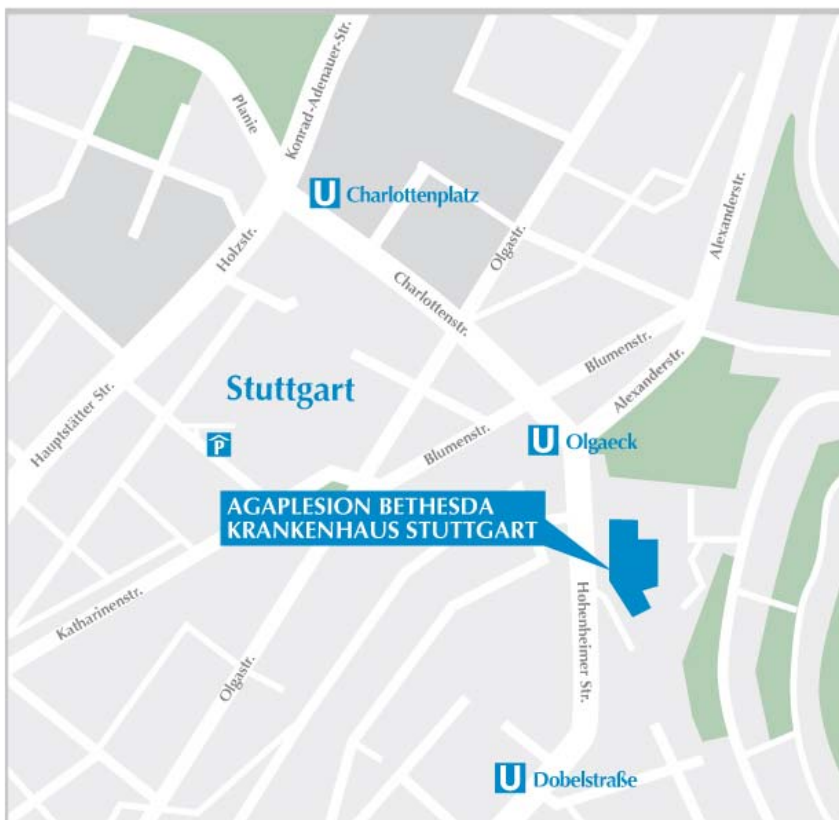 Planie
Konrad-Adenauer-Str.
U Charlottenplatz
Holzstr.
Olgastr.
Alexanderstr.
Charlottenstr.
Blumenstr.
Alexanderstr.
Hauptstätter Str.
Stuttgart
P
Blumenstr.
U Olgaeck
AGAPLESION BETHESDA
KRANKENHAUS STUTTGART
Katharinenstr.
Hohenheimer Str.
Olgastr.
U Dobelstraße